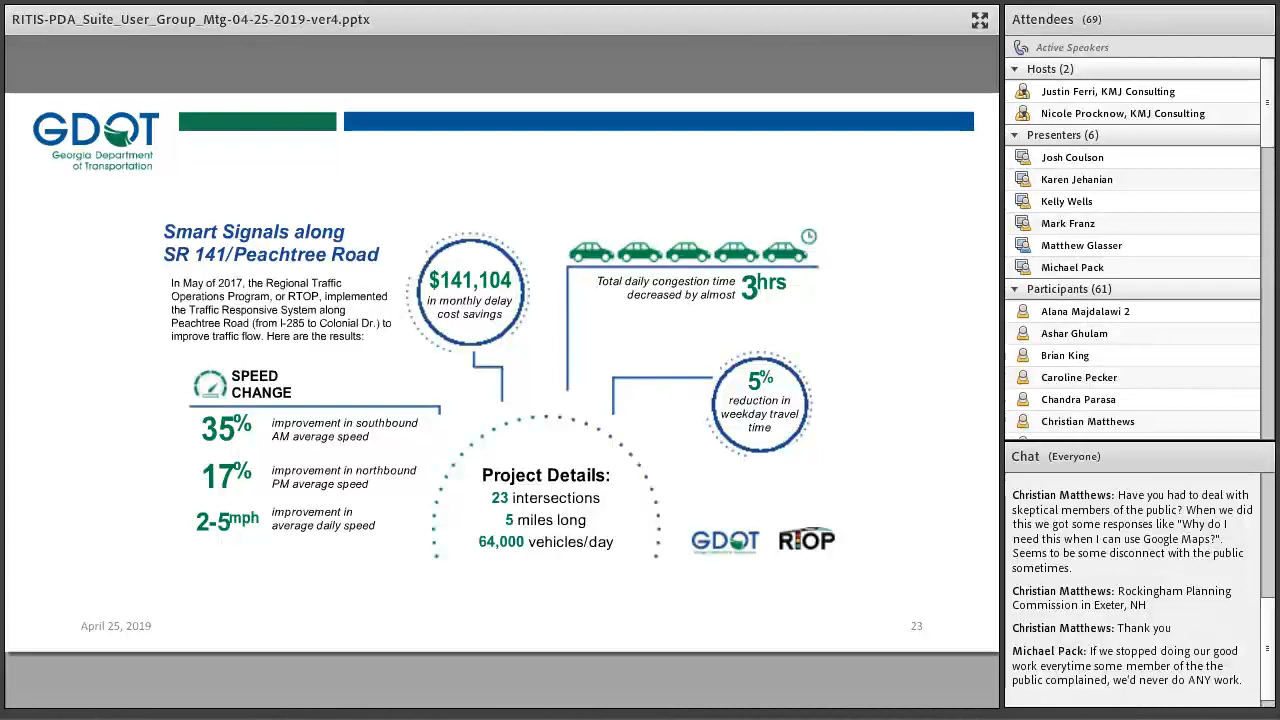 RITIS-PDA_Suite_User_Group_Mtg-04-25-2019-ver4.pptx
GDOT
Georgia Department
of Transportation
Smart Signals along
SR 141/Peachtree Road
In May of 2017, the Regional Traffic
Operations Program, or RTOP, implemented
the Traffic Responsive System along
Peachtree Road (from I-285 to Colonial Dr.) to
improve traffic flow. Here are the results:
$141,104
in monthly delay
cost savings
Total daily congestion time
decreased by almost
3hrs
SPEED
CHANGE
35%
improvement in southbound
AM average speed
17%
improvement in northbound
PM average speed
2-5mph
improvement in
average daily speed
5%
reduction in
weekday travel
time
Project Details:
23 intersections
5 miles long
64,000 vehicles/day
GDOT
RTOP
April 25, 2019
23
Attendees (69)
Active Speakers
Hosts (2)
Justin Ferri, KMJ Consulting
Nicole Procknow, KMJ Consulting
Presenters (6)
Josh Coulson
Karen Jehanian
Kelly Wells
Mark Franz
Matthew Glasser
Michael Pack
Participants (61)
Alana Majdalawi 2
Ashar Ghulam
Brian King
Caroline Pecker
Chandra Parasa
Christian Matthews
Chat (Everyone)
Christian Matthews: Have you had to deal with
skeptical members of the public? When we did
this we got some responses like "Why do I
need this when I can use Google Maps?".
Seems to be some disconnect with the public
sometimes.
Christian Matthews: Rockingham Planning
Commission in Exeter, NH
Christian Matthews: Thank you
Michael Pack: If we stopped doing our good
work everytime some member of the the
public complained, we'd never do ANY work.